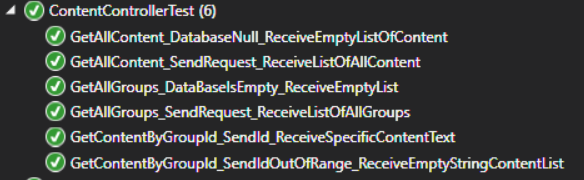 ContentControllerTest (6)
GetAllContent_DatabaseNull_ReceiveEmptyListOfContent
GetAllContent_SendRequest_ReceiveListOfAllContent
GetAllGroups_DataBaseIsEmpty_ReceiveEmptyList
GetAllGroups_SendRequest_ReceiveListOfAllGroups
GetContentByGroupId_SendId_ReceiveSpecificContentText
GetContentByGroupId_SendIdOutOfRange_ReceiveEmptyStringContentList